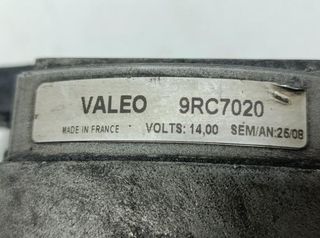 VALEO 9RC7020
MADE IN FRANCE VOLTS: 14,00 SEM/AN:25/08